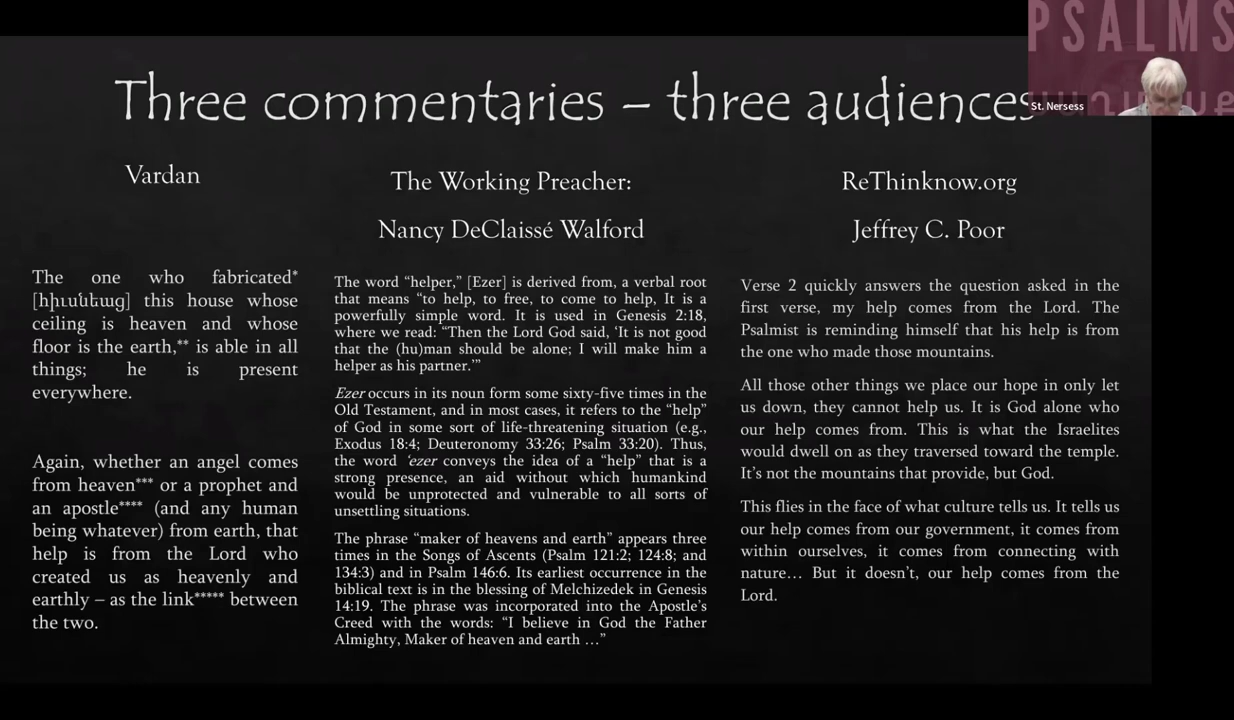 PSALMS
St. Nersess
Three commentaries – three audiences
Vardan
The one who fabricated*
[հիւսնեաց] this house whose
ceiling is heaven and whose
floor is the earth,** is able in all
things; he is present
everywhere.
Again, whether an angel comes
from heaven*** or a prophet and
an apostle**** (and any human
being whatever) from earth, that
help is from the Lord who
created us as heavenly and
earthly – as the link***** between
the two.
The Working Preacher:
Nancy DeClaissé Walford
The word “helper,” [Ezer] is derived from, a verbal root
that means “to help, to free, to come to help, It is a
powerfully simple word. It is used in Genesis 2:18,
where we read: “Then the Lord God said, ‘It is not good
that the (hu)man should be alone; I will make him a
helper as his partner.’”
Ezer occurs in its noun form some sixty-five times in the
Old Testament, and in most cases, it refers to the “help”
of God in some sort of life-threatening situation (e.g.,
Exodus 18:4; Deuteronomy 33:26; Psalm 33:20). Thus,
the word ‘ezer conveys the idea of a “help” that is a
strong presence, an aid without which humankind
would be unprotected and vulnerable to all sorts of
unsettling situations.
The phrase “maker of heavens and earth” appears three
times in the Songs of Ascents (Psalm 121:2; 124:8; and
134:3) and in Psalm 146:6. Its earliest occurrence in the
biblical text is in the blessing of Melchizedek in Genesis
14:19. The phrase was incorporated into the Apostle’s
Creed with the words: “I believe in God the Father
Almighty, Maker of heaven and earth …”
ReThinknow.org
Jeffrey C. Poor
Verse 2 quickly answers the question asked in the
first verse, my help comes from the Lord. The
Psalmist is reminding himself that his help is from
the one who made those mountains.
All those other things we place our hope in only let
us down, they cannot help us. It is God alone who
our help comes from. This is what the Israelites
would dwell on as they traversed toward the temple.
It’s not the mountains that provide, but God.
This flies in the face of what culture tells us. It tells us
our help comes from our government, it comes from
within ourselves, it comes from connecting with
nature… But it doesn’t, our help comes from the
Lord.